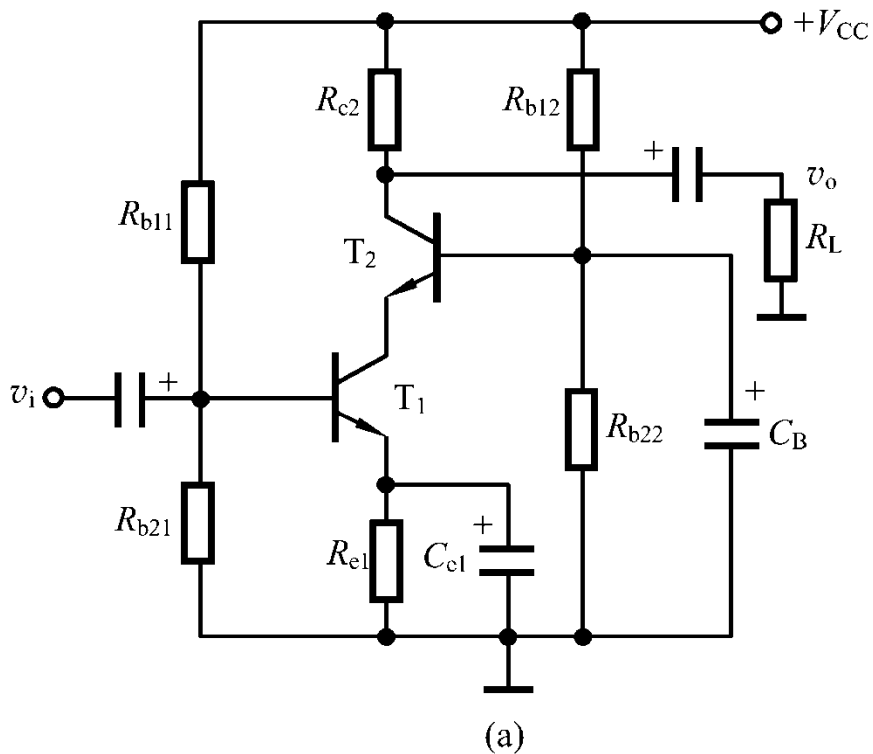 +V_CC
R_c2
R_b12
+
v_o
R_b11
R_L
T_2
v_i
+
T_1
+
R_b22
C_B
R_b21
R_e1
+
C_e1
(a)